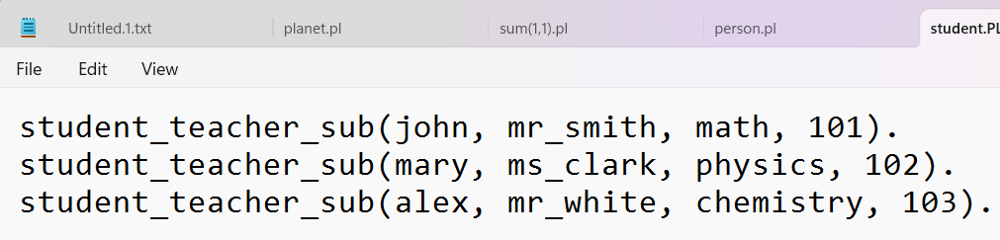 Untitled.1.txt planet.pl sum(1,1).pl person.pl student.PL
File Edit View
student_teacher_sub(john, mr_smith, math, 101).
student_teacher_sub(mary, ms_clark, physics, 102).
student_teacher_sub(alex, mr_white, chemistry, 103).